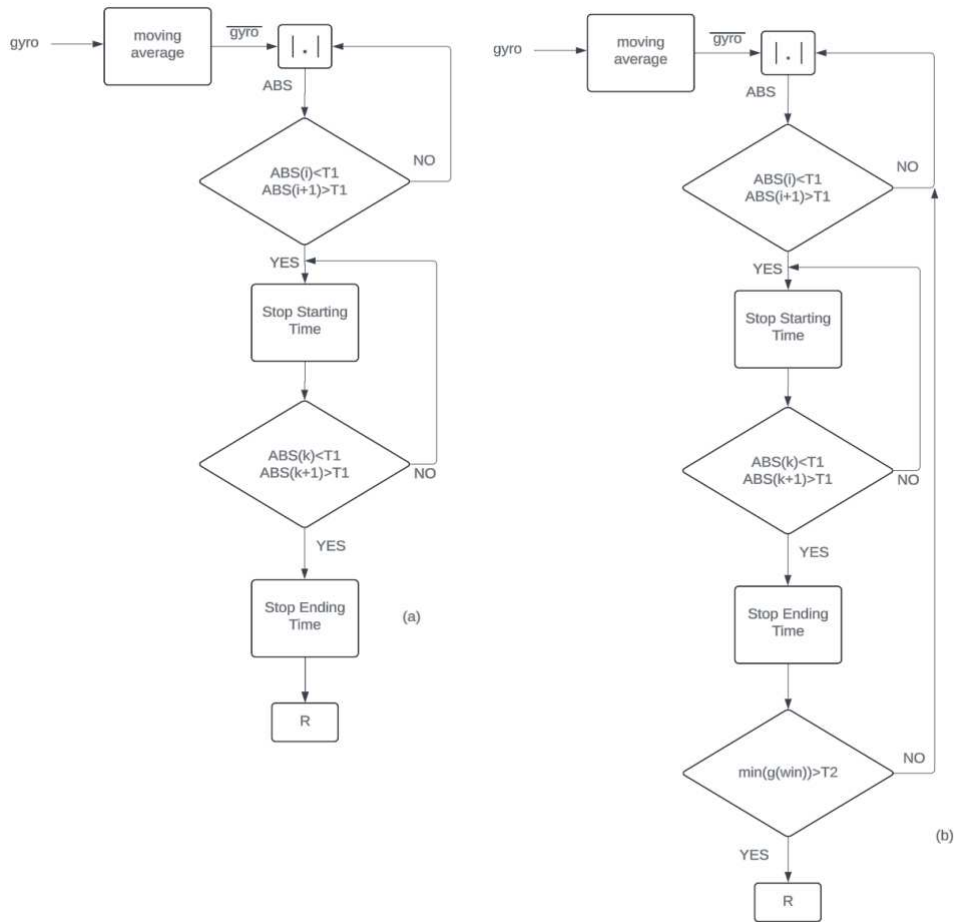 gyro
moving
average
gyro
|.|
ABS
ABS(i)<T1
ABS(i+1)>T1
NO
YES
Stop Starting
Time
ABS(k)<T1
ABS(k+1)>T1
NO
YES
Stop Ending
Time
(a)
R
gyro
moving
average
gyro
|.|
ABS
ABS(i)<T1
ABS(i+1)>T1
NO
YES
Stop Starting
Time
ABS(k)<T1
ABS(k+1)>T1
NO
YES
Stop Ending
Time
min(g(win))>T2
NO
(b)
YES
R